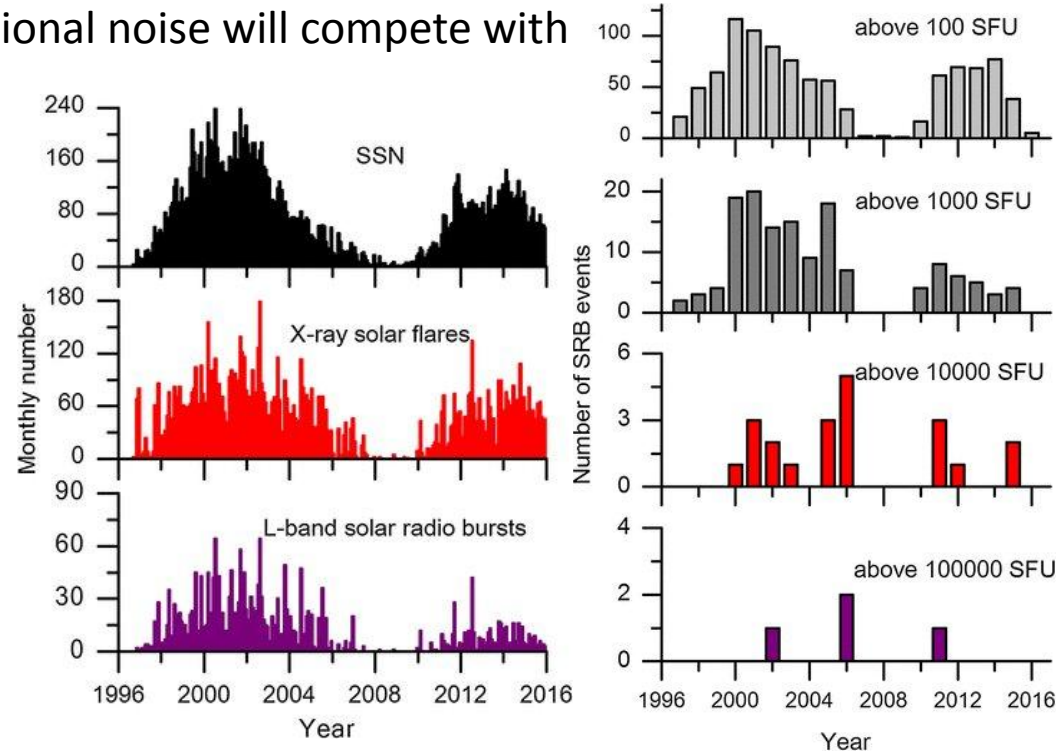 ional noise will compete with
240
160
80
0
SSN
180
120
60
0
X-ray solar flares
Monthly number
90
60
30
0
L-band solar radio bursts
1996 2000 2004 2008 2012 2016
Year
100
50
0
above 100 SFU
20
10
0
above 1000 SFU
Number of SRB events
6
3
0
above 10000 SFU
4
2
0
above 100000 SFU
1996 2000 2004 2008 2012 2016
Year